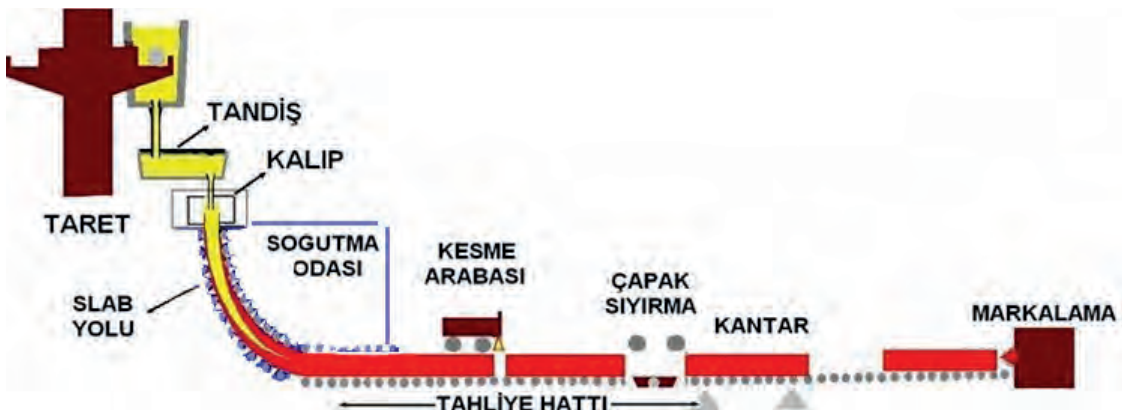 TANDİŞ
KALIP
TARET
SOGUTMA
ODASI
SLAB
YOLU
KESME
ARABASI
ÇAPAK
SIYIRMA
KANTAR
MARKALAMA
TAHLİYE HATTI